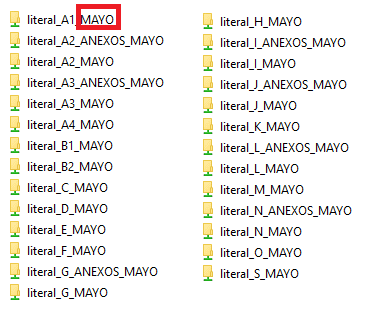 literal_A1_MAYO
literal_A2_ANEXOS_MAYO
literal_A2_MAYO
literal_A3_ANEXOS_MAYO
literal_A3_MAYO
literal_A4_MAYO
literal_B1_MAYO
literal_B2_MAYO
literal_C_MAYO
literal_D_MAYO
literal_E_MAYO
literal_F_MAYO
literal_G_ANEXOS_MAYO
literal_G_MAYO
literal_H_MAYO
literal_I_ANEXOS_MAYO
literal_I_MAYO
literal_J_ANEXOS_MAYO
literal_J_MAYO
literal_K_MAYO
literal_L_ANEXOS_MAYO
literal_L_MAYO
literal_M_MAYO
literal_N_ANEXOS_MAYO
literal_N_MAYO
literal_O_MAYO
literal_S_MAYO